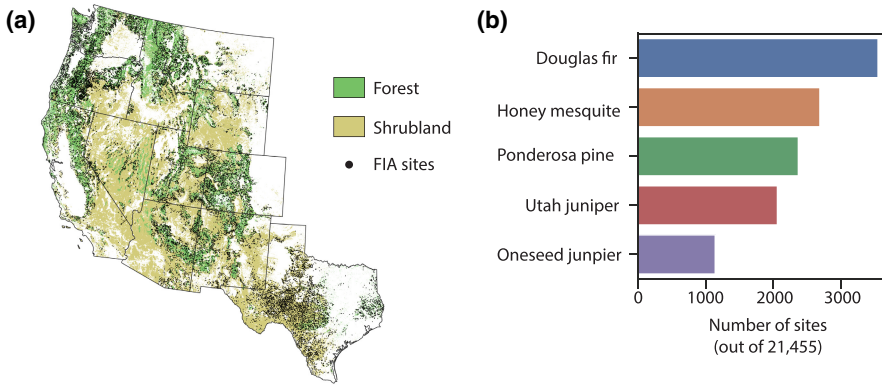 (a)
Forest
Shrubland
FIA sites
(b)
Douglas fir
Honey mesquite
Ponderosa pine
Utah juniper
Oneseed junpier
0 1000 2000 3000
Number of sites
(out of 21,455)